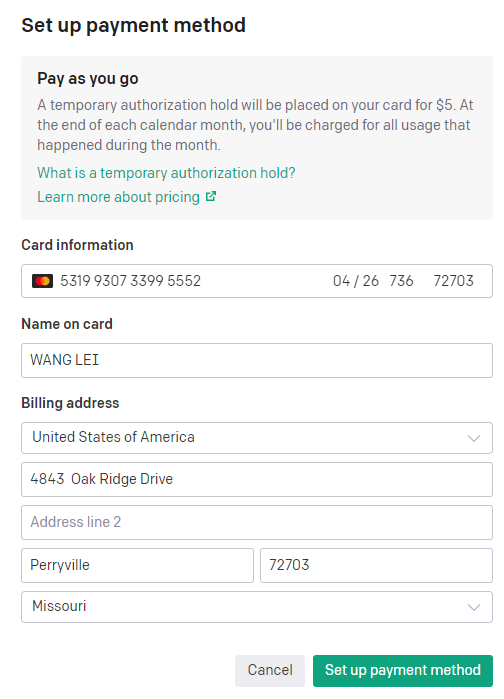 Set up payment method
Pay as you go
A temporary authorization hold will be placed on your card for $5. At
the end of each calendar month, you'll be charged for all usage that
happened during the month.
What is a temporary authorization hold?
Learn more about pricing
Card information
5319 9307 3399 5552 04 / 26 736 72703
Name on card
WANG LEI
Billing address
United States of America
4843 Oak Ridge Drive
Address line 2
Perryville 72703
Missouri
Cancel Set up payment method